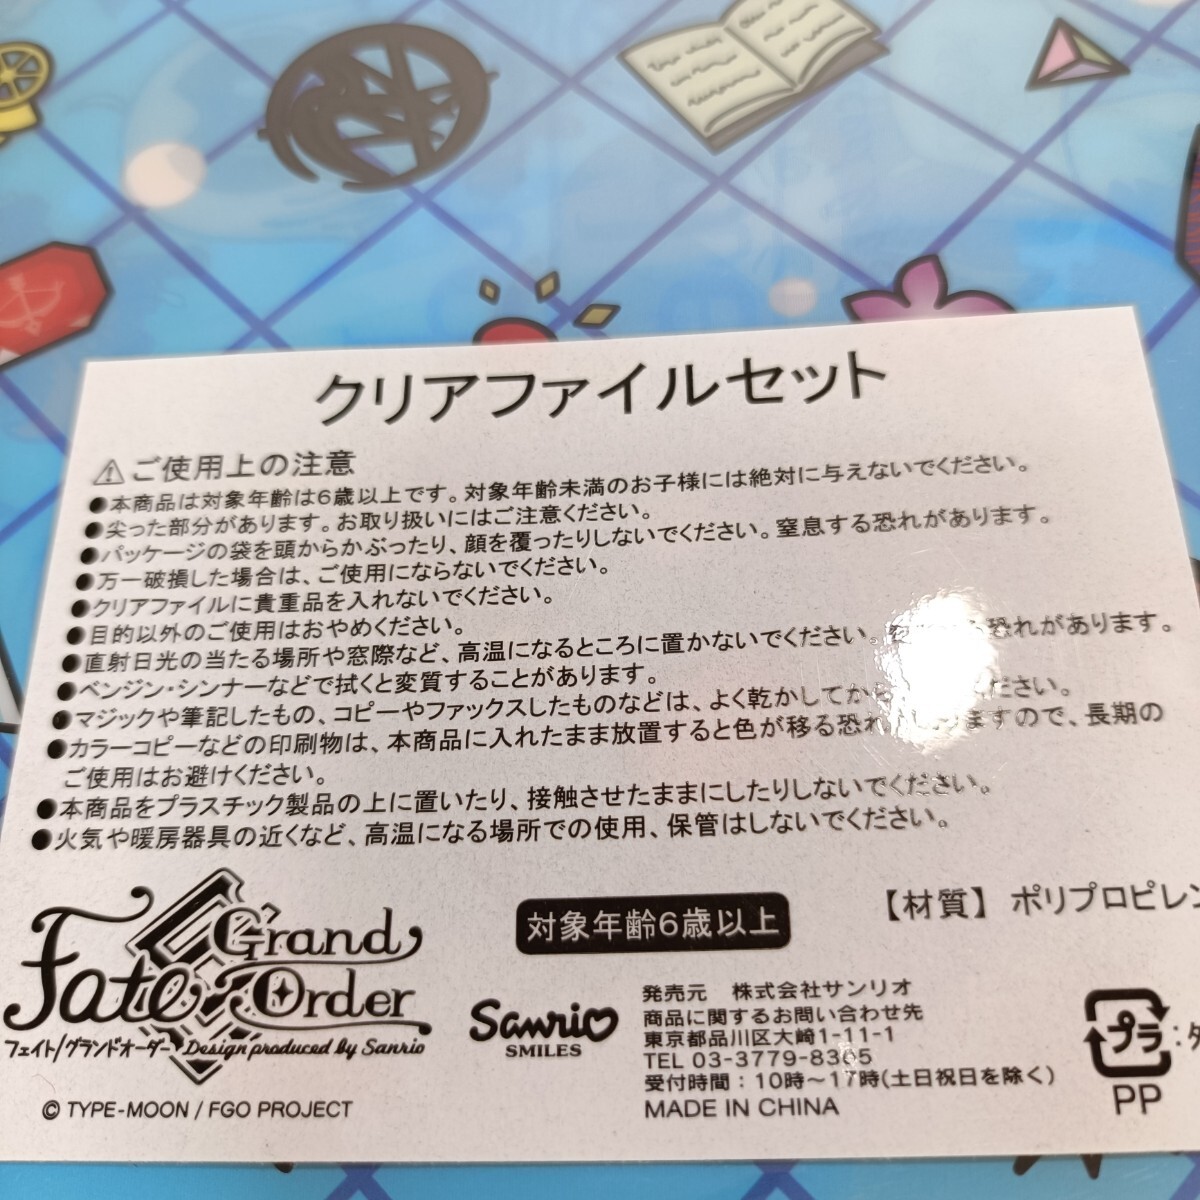 クリアファイルセット
⚠ご使用上の注意
●本商品は対象年齢は6歳以上です。対象年齢未満のお子様には絶対に与えないでください。
●尖った部分があります。お取り扱いにはご注意ください。
●パッケージの袋を頭からかぶったり、顔を覆ったりしないでください。窒息する恐れがあります。
●万一破損した場合は、ご使用にならないでください。
●クリアファイルに貴重品を入れないでください。
●目的以外のご使用はおやめください。
●直射日光の当たる場所や窓際など、高温になるところに置かないでください。恐れがあります。
●ベンジン・シンナーなどで拭くと変質することがあります。
●マジックや筆記したもの、コピーやファックスしたものなどは、よく乾かしてからください。
●カラーコピーなどの印刷物は、本商品に入れたまま放置すると色が移る恐れがありますので、長期の
ご使用はお避けください。
●本商品をプラスチック製品の上に置いたり、接触させたままにしたりしないでください。
●火気や暖房器具の近くなど、高温になる場所での使用、保管はしないでください。
Fate Grand Order
フェイト/グランドオーダー Design produced by Sanrio
© TYPE-MOON / FGO PROJECT
対象年齢6歳以上
【材質】 ポリプロピレン
Sanrio
SMILES
発売元 株式会社サンリオ
商品に関するお問い合わせ先
東京都品川区大崎1-11-1
TEL 03-3779-8365
受付時間：10時～17時(土日祝日を除く)
MADE IN CHINA
プラ：
PP